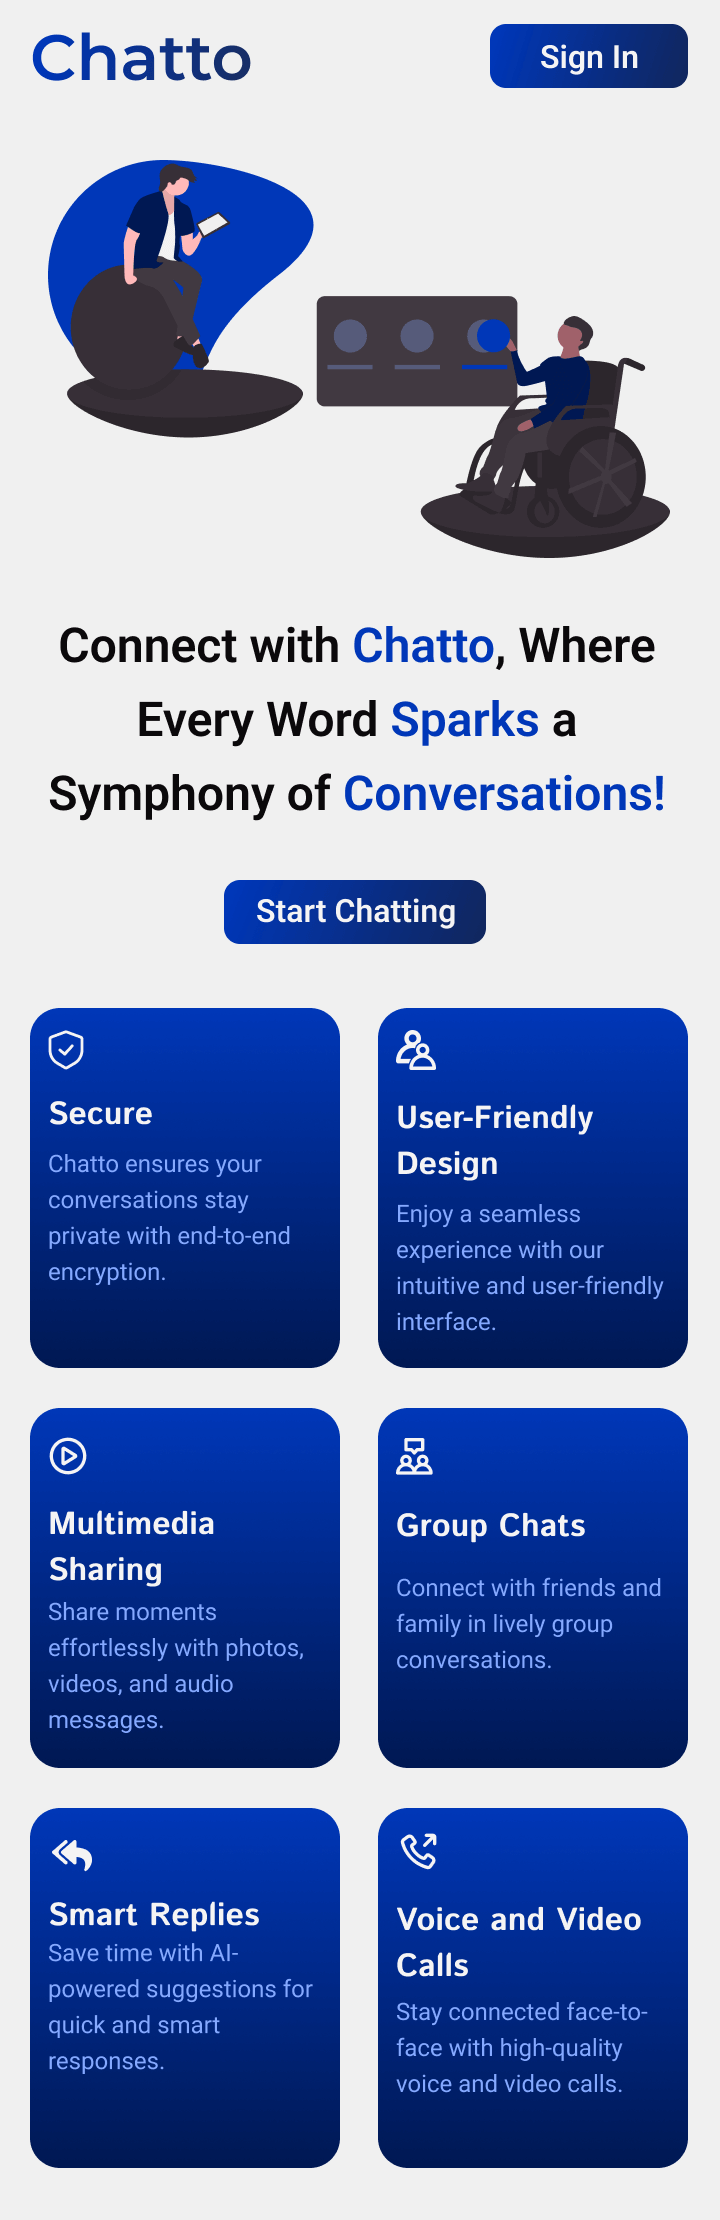 Chatto
Sign In
Connect with Chatto, Where
Every Word Sparks a
Symphony of Conversations!
Start Chatting
Secure
Chatto ensures your
conversations stay
private with end-to-end
encryption.
User-Friendly
Design
Enjoy a seamless
experience with our
intuitive and user-friendly
interface.
Multimedia
Sharing
Share moments
effortlessly with photos,
videos, and audio
messages.
Group Chats
Connect with friends and
family in lively group
conversations.
Smart Replies
Save time with AI-
powered suggestions for
quick and smart
responses.
Voice and Video
Calls
Stay connected face-to-
face with high-quality
voice and video calls.